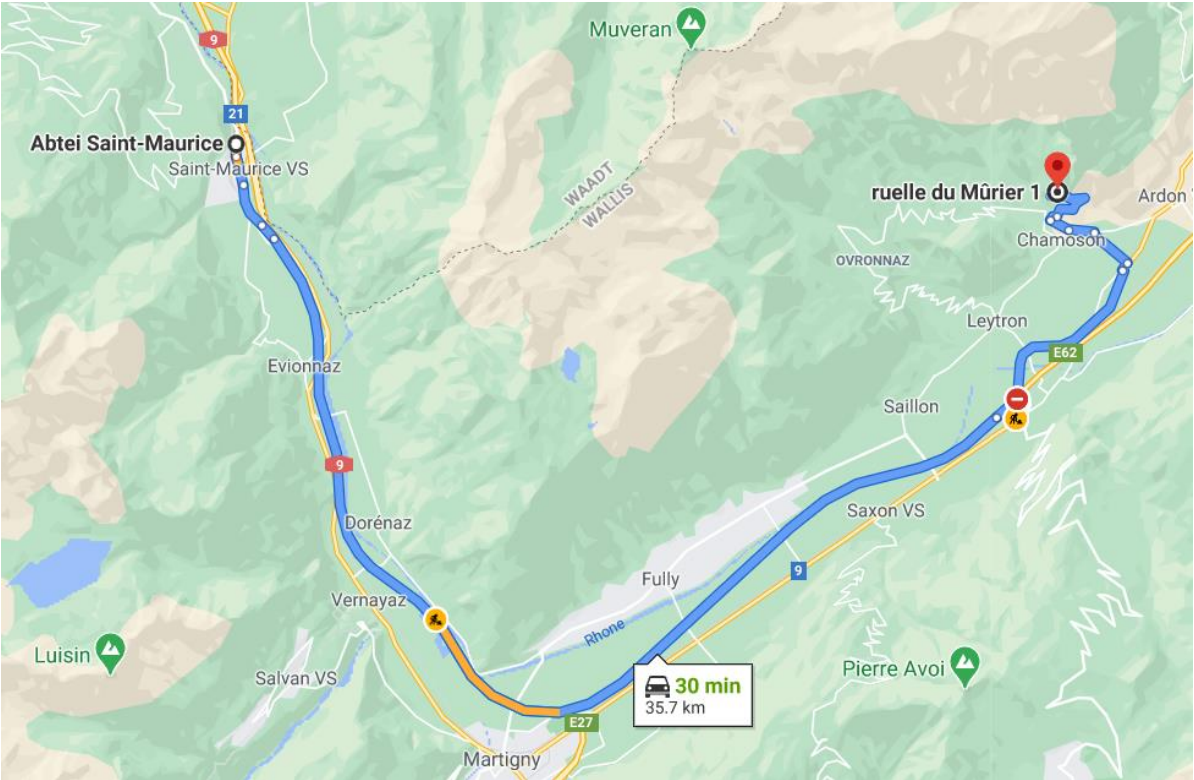 Muveran
9
21
Abtei Saint-Maurice
Saint-Maurice VS
WAADT
WALLIS
ruelle du Mûrier 1
Ardon
Chamoson
OVRONNAZ
Leytron
E62
Evionnaz
Saillon
9
Saxon VS
Dorénaz
9
Fully
Vernayaz
Rhone
Luisin
Salvan VS
Pierre Avoi
30 min
35.7 km
E27
Martigny